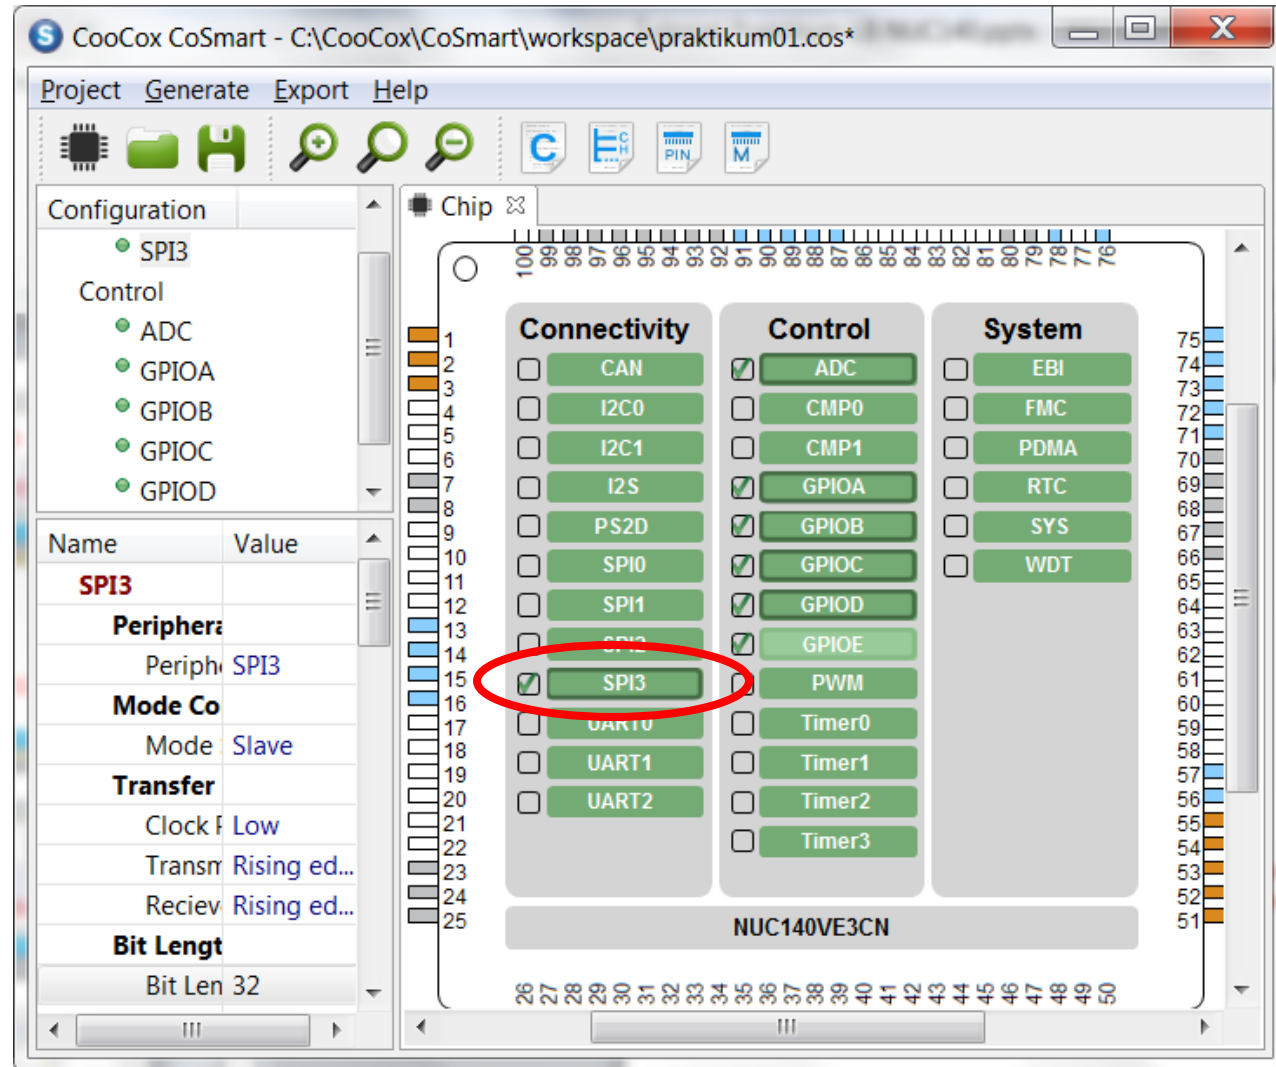 CooCox CoSmart - C:\CooCox\CoSmart\workspace\praktikum01.cos*
Project Generate Export Help
C CH PIN M
Configuration
SPI3
Control
ADC
GPIOA
GPIOB
GPIOC
GPIOD
Name Value
SPI3
Periphera
Periph SPI3
Mode Co
Mode Slave
Transfer
Clock P Low
Transm Rising ed...
Reciev Rising ed...
Bit Lengt
Bit Len 32
Chip
100 99 98 97 96 95 94 93 92 91 90 89 88 87 86 85 84 83 82 81 80 79 78 77 76
1 2 3 4 5 6 7 8 9 10 11 12 13 14 15 16 17 18 19 20 21 22 23 24 25
Connectivity
CAN
I2C0
I2C1
I2S
PS2D
SPI0
SPI1
SPI2
SPI3
UART0
UART1
UART2
Control
ADC
CMP0
CMP1
GPIOA
GPIOB
GPIOC
GPIOD
GPIOE
PWM
Timer0
Timer1
Timer2
Timer3
System
EBI
FMC
PDMA
RTC
SYS
WDT
75 74 73 72 71 70 69 68 67 66 65 64 63 62 61 60 59 58 57 56 55 54 53 52 51
NUC140VE3CN
26 27 28 29 30 31 32 33 34 35 36 37 38 39 40 41 42 43 44 45 46 47 48 49 50